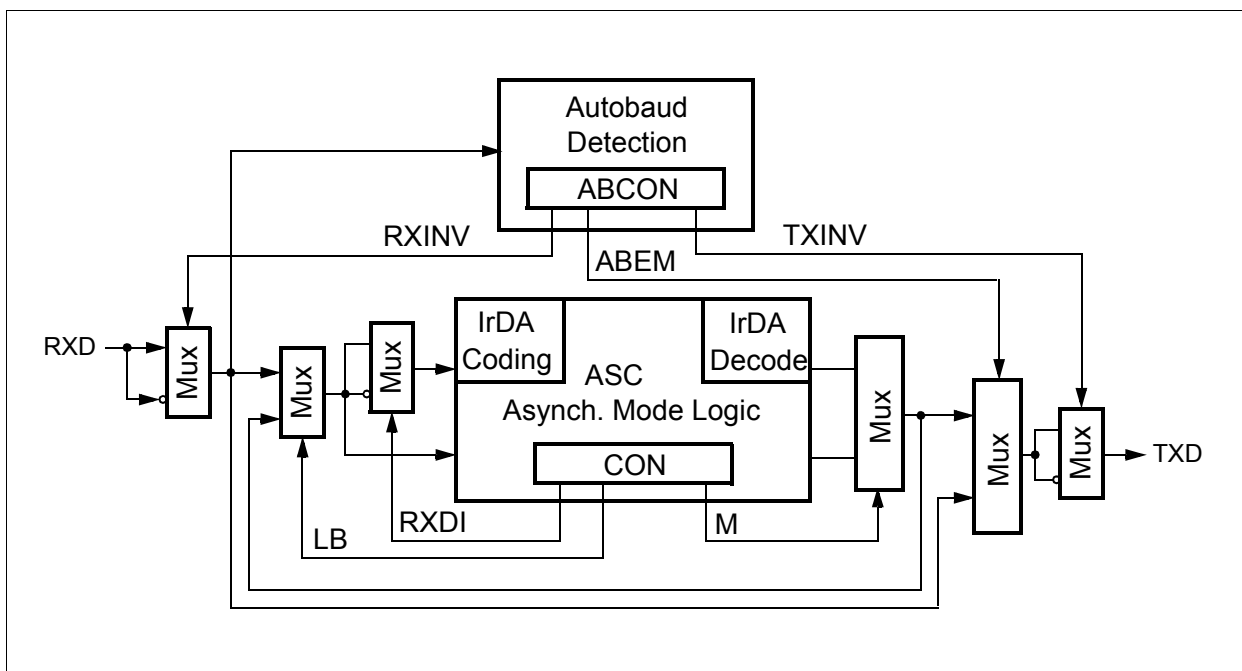 Autobaud
Detection
ABCON
RXINV
TXINV
ABEM
RXD
Mux
Mux
Mux
IrDA
Coding
IrDA
Decode
ASC
Asynch. Mode Logic
CON
Mux
Mux
Mux
TXD
RXDI
M
LB